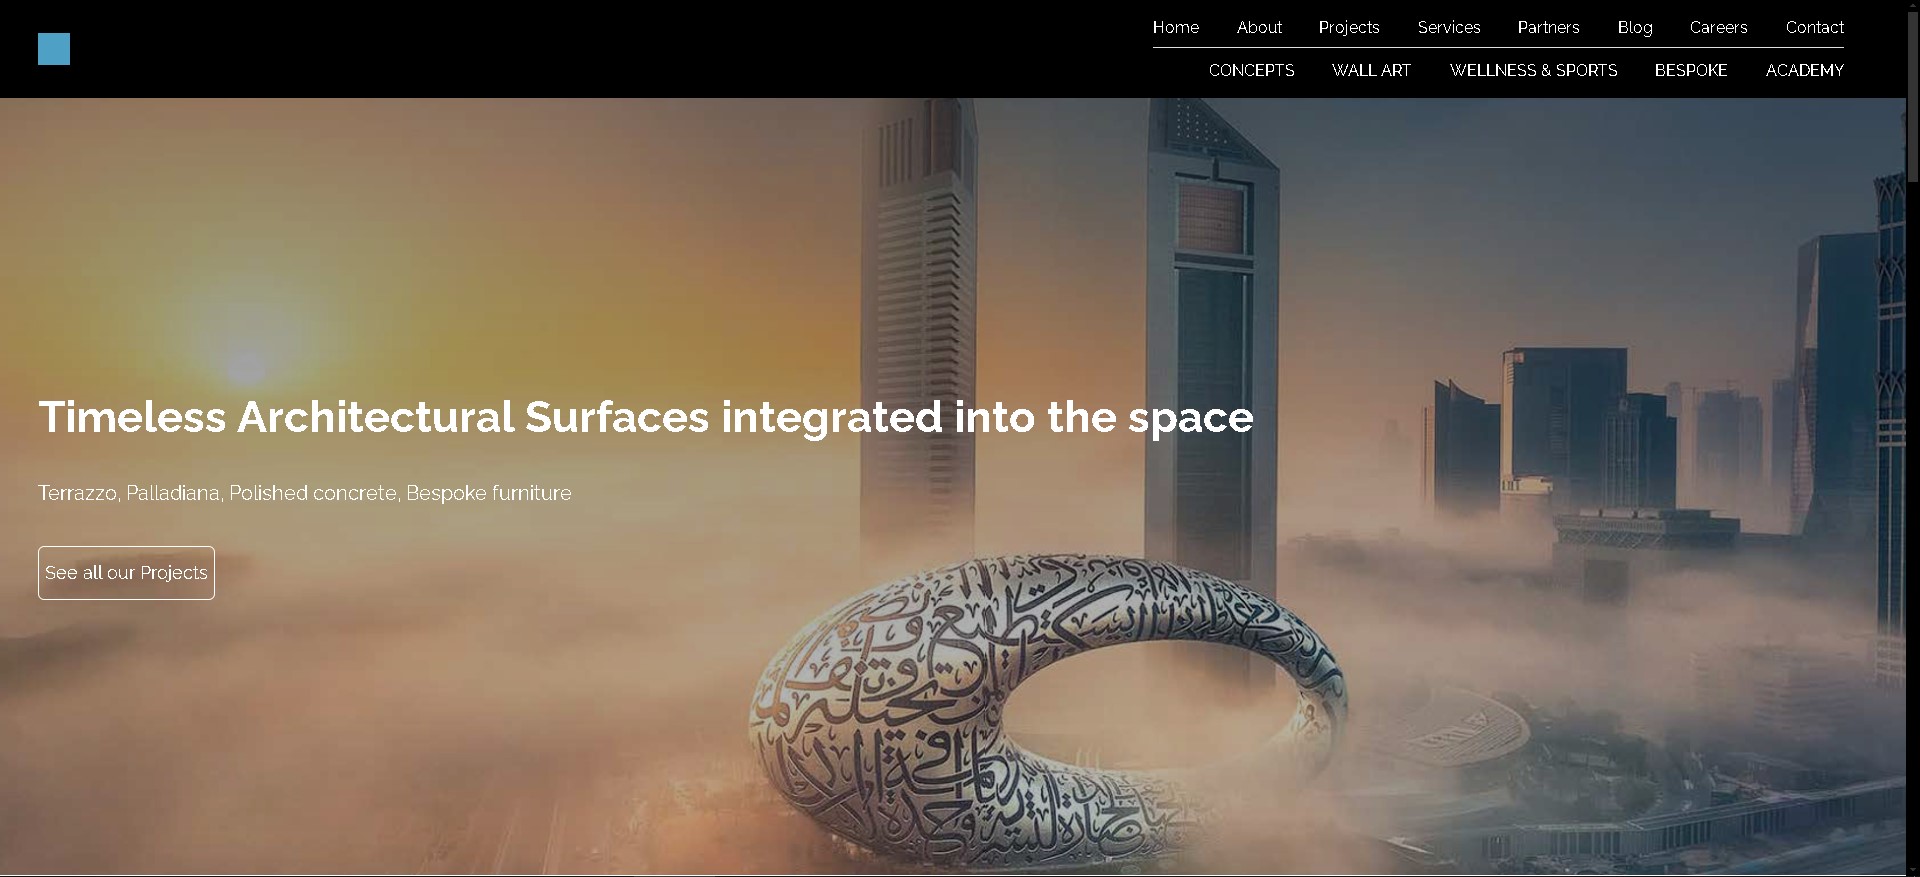 Home About Projects Services Partners Blog Careers Contact
CONCEPTS WALL ART WELLNESS & SPORTS BESPOKE ACADEMY
Timeless Architectural Surfaces integrated into the space
Terrazzo, Palladiana, Polished concrete, Bespoke furniture
See all our Projects